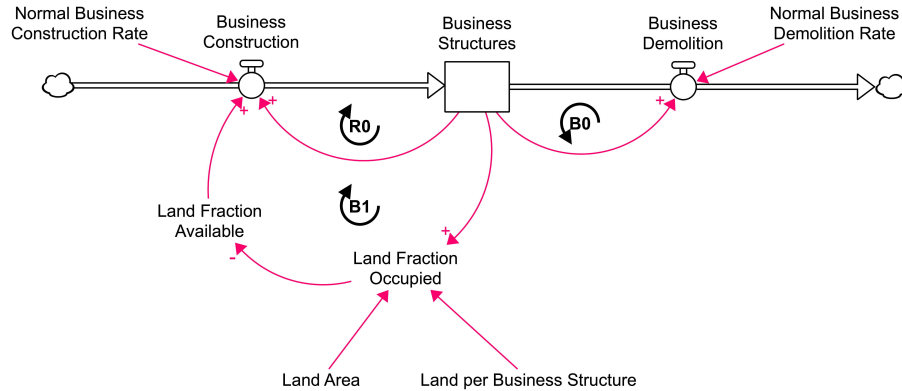 Normal Business
Construction Rate
Business
Construction
Business
Structures
Business
Demolition
Normal Business
Demolition Rate
+
+
+
R0
B0
B1
Land Fraction
Available
+
-
Land Fraction
Occupied
Land Area
Land per Business Structure